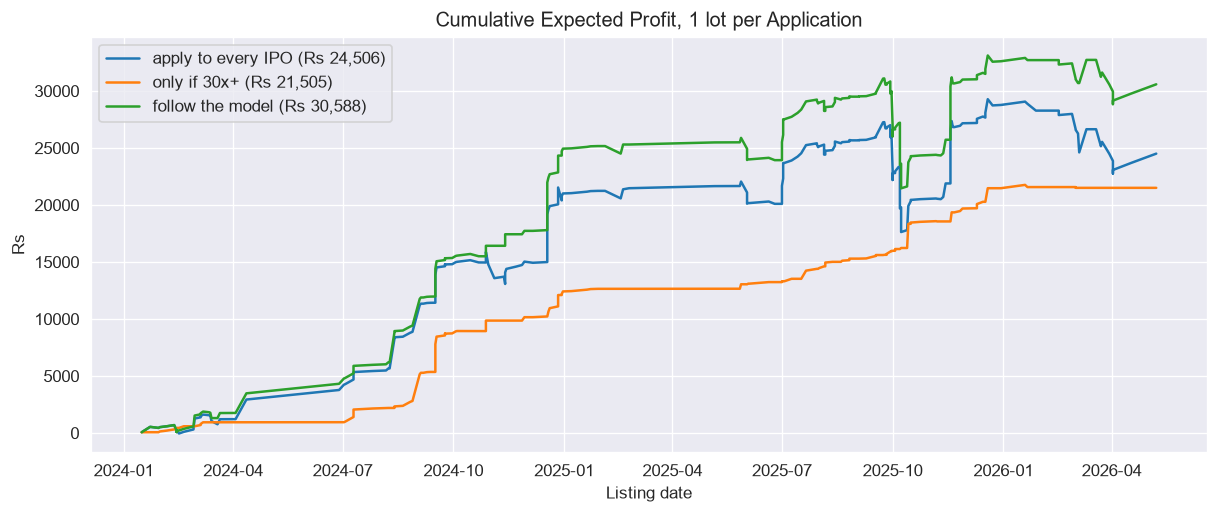 Cumulative Expected Profit, 1 lot per Application
apply to every IPO (Rs 24,506)
only if 30x+ (Rs 21,505)
follow the model (Rs 30,588)
Rs
30000
25000
20000
15000
10000
5000
0
2024-01 2024-04 2024-07 2024-10 2025-01 2025-04 2025-07 2025-10 2026-01 2026-04
Listing date